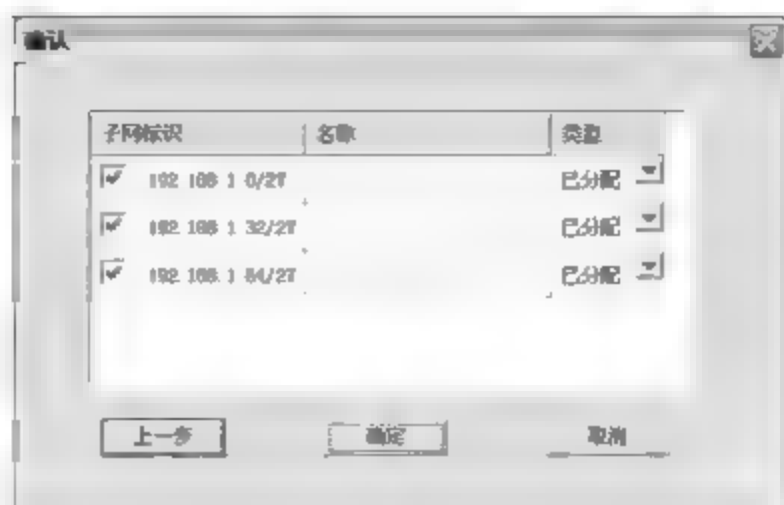 确认
子网标识 名称 类型
192.168.1.0/27 已分配
192.168.1.32/27 已分配
192.168.1.64/27 已分配
上一步 确定 取消